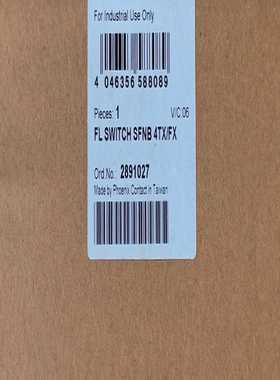 For Industrial Use Only
4 046356 588089
Pieces: 1 V/C.06
FL SWITCH SFNB 4TX/FX
Ord.No.: 2891027
Made by Phoenix Contact in Taiwan